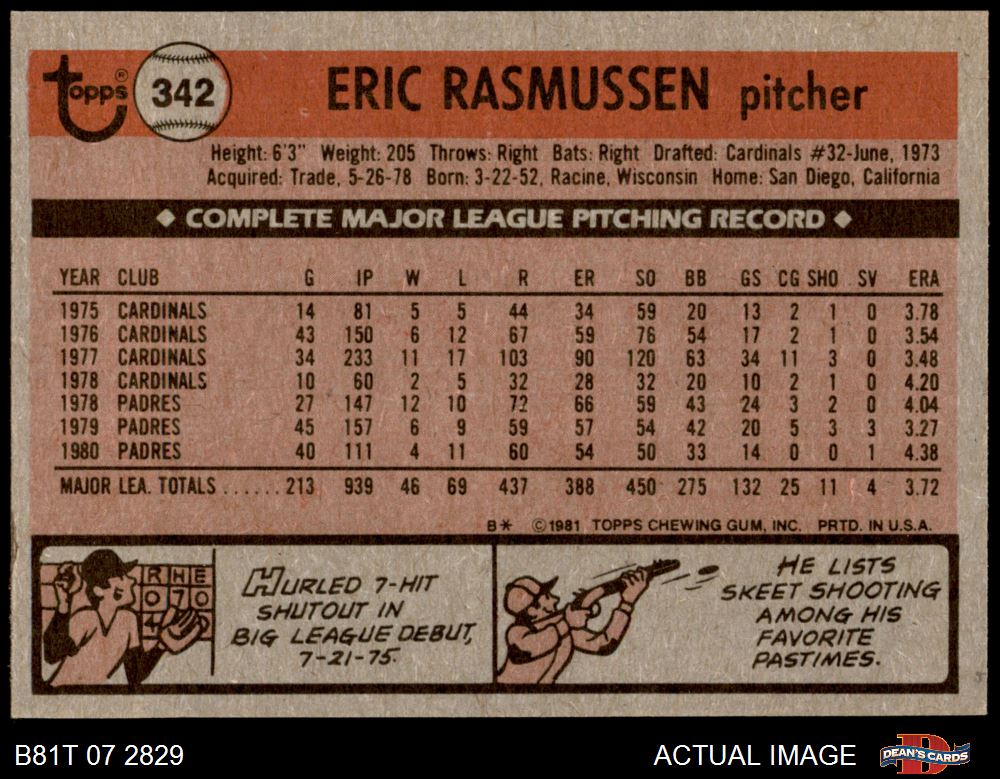 topps®
342
ERIC RASMUSSEN pitcher
Height: 6'3" Weight: 205 Throws: Right Bats: Right Drafted: Cardinals #32-June, 1973
Acquired: Trade, 5-26-78 Born: 3-22-52, Racine, Wisconsin Home: San Diego, California
◆ COMPLETE MAJOR LEAGUE PITCHING RECORD ◆
YEAR CLUB G IP W L R ER SO BB GS CG SHO SV ERA
1975 CARDINALS 14 81 5 5 44 34 59 20 13 2 1 0 3.78
1976 CARDINALS 43 150 6 12 67 59 76 54 17 2 1 0 3.54
1977 CARDINALS 34 233 11 17 103 90 120 63 34 11 3 0 3.48
1978 CARDINALS 10 60 2 5 32 28 32 20 10 2 1 0 4.20
1978 PADRES 27 147 12 10 72 66 59 43 24 3 2 0 4.04
1979 PADRES 45 157 6 9 59 57 54 42 20 5 3 3 3.27
1980 PADRES 40 111 4 11 60 54 50 33 14 0 0 1 4.38
MAJOR LEA. TOTALS ...... 213 939 46 69 437 388 450 275 132 25 11 4 3.72
B* ©1981 TOPPS CHEWING GUM, INC. PRTD. IN U.S.A.
R H E
0 7 0
HURLED 7-HIT
SHUTOUT IN
BIG LEAGUE DEBUT,
7-21-75.
HE LISTS
SKEET SHOOTING
AMONG HIS
FAVORITE
PASTIMES.
B81T 07 2829
ACTUAL IMAGE
DEAN'S CARDS